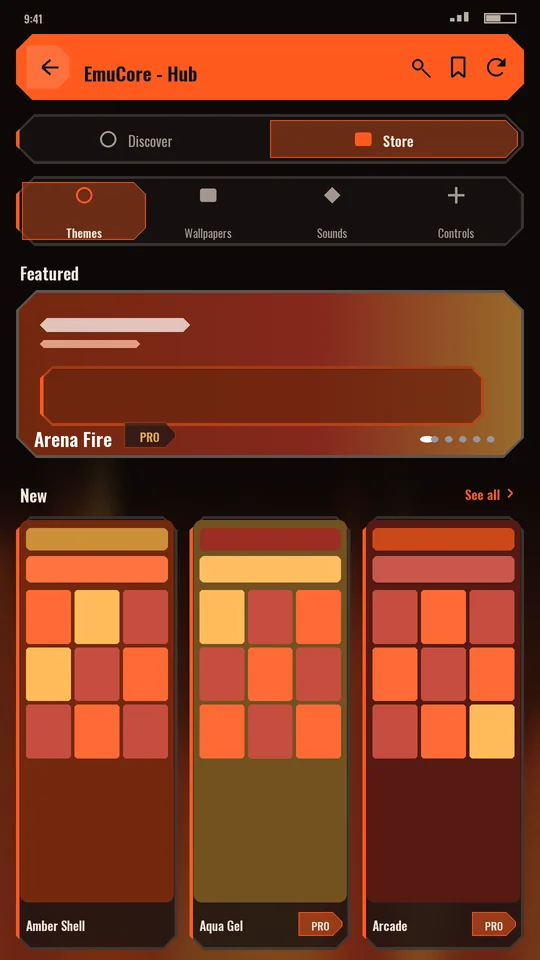 9:41
EmuCore - Hub
Discover
Store
Themes
Wallpapers
Sounds
Controls
Featured
Arena Fire
PRO
New
See all
Amber Shell
Aqua Gel
PRO
Arcade
PRO